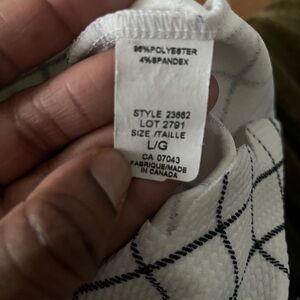 96%POLYESTER
4%SPANDEX
STYLE 23662
LOT 2791
SIZE /TAILLE
L/G
CA 07043
FABRIQUE/MADE
IN CANADA